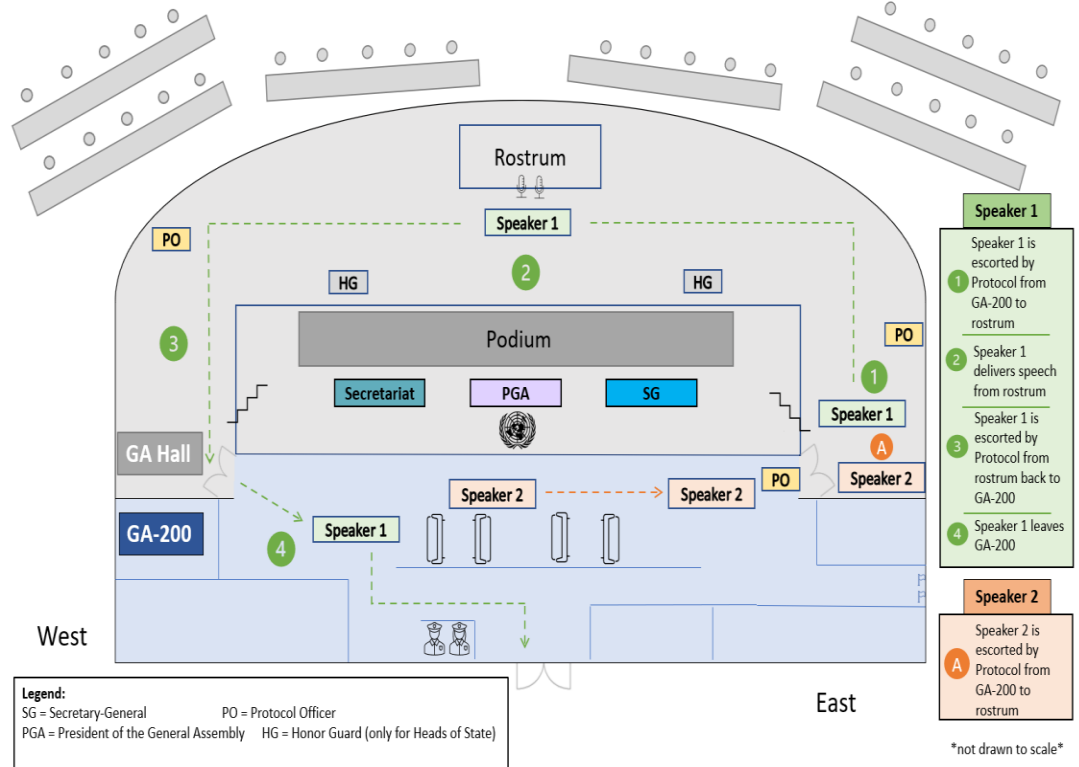 Rostrum
Speaker 1
PO
2
HG
HG
3
Podium
PO
1
Secretariat
PGA
SG
Speaker 1
A
GA Hall
Speaker 2
PO
Speaker 2
Speaker 2
GA-200
Speaker 1
4
West
East
Speaker 1
1
Speaker 1 is
escorted by
Protocol from
GA-200 to
rostrum
2
Speaker 1
delivers speech
from rostrum
3
Speaker 1 is
escorted by
Protocol from
rostrum back to
GA-200
4
Speaker 1 leaves
GA-200
Speaker 2
A
Speaker 2 is
escorted by
Protocol from
GA-200 to
rostrum
Legend:
SG = Secretary-General PO = Protocol Officer
PGA = President of the General Assembly HG = Honor Guard (only for Heads of State)
*not drawn to scale*